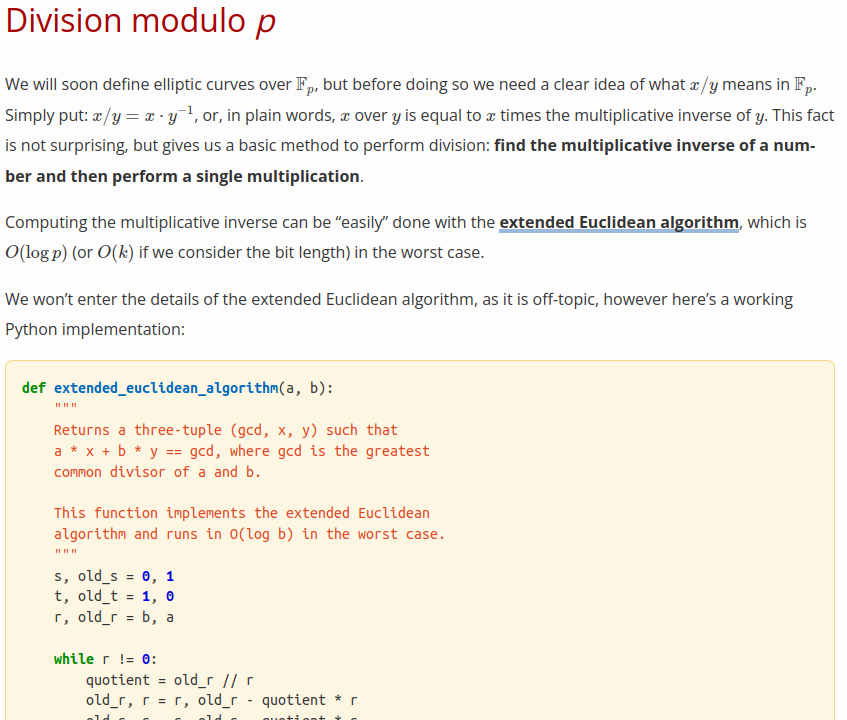 Division modulo p
We will soon define elliptic curves over 𝔽ₚ, but before doing so we need a clear idea of what x/y means in 𝔽ₚ.
Simply put: x/y = x · y⁻¹, or, in plain words, x over y is equal to x times the multiplicative inverse of y. This fact
is not surprising, but gives us a basic method to perform division: find the multiplicative inverse of a num-
ber and then perform a single multiplication.
Computing the multiplicative inverse can be “easily” done with the extended Euclidean algorithm, which is
O(log p) (or O(k) if we consider the bit length) in the worst case.
We won’t enter the details of the extended Euclidean algorithm, as it is off-topic, however here’s a working
Python implementation:
def extended_euclidean_algorithm(a, b):
    """
    Returns a three-tuple (gcd, x, y) such that
    a * x + b * y == gcd, where gcd is the greatest
    common divisor of a and b.
    This function implements the extended Euclidean
    algorithm and runs in O(log b) in the worst case.
    """
    s, old_s = 0, 1
    t, old_t = 1, 0
    r, old_r = b, a
    while r != 0:
        quotient = old_r // r
        old_r, r = r, old_r - quotient * r